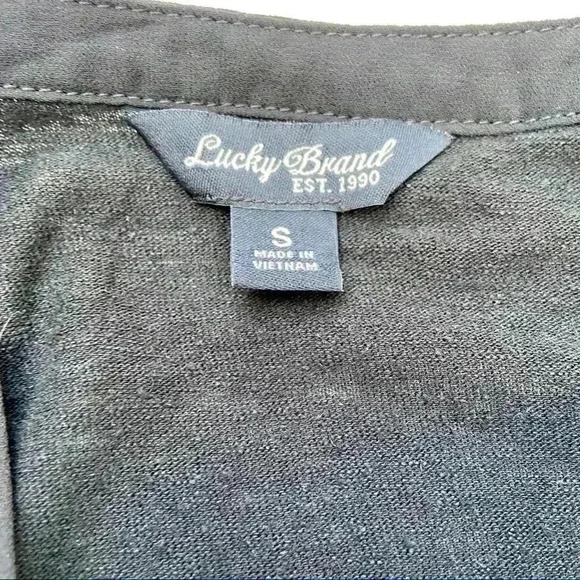 Lucky Brand
EST. 1990
S
MADE IN
VIETNAM